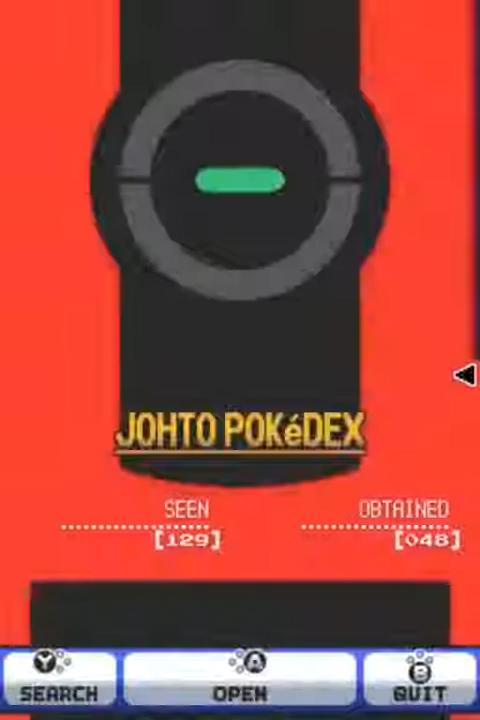 JOHTO POKéDEX
SEEN OBTAINED
[129] [048]
Y A B
SEARCH OPEN QUIT